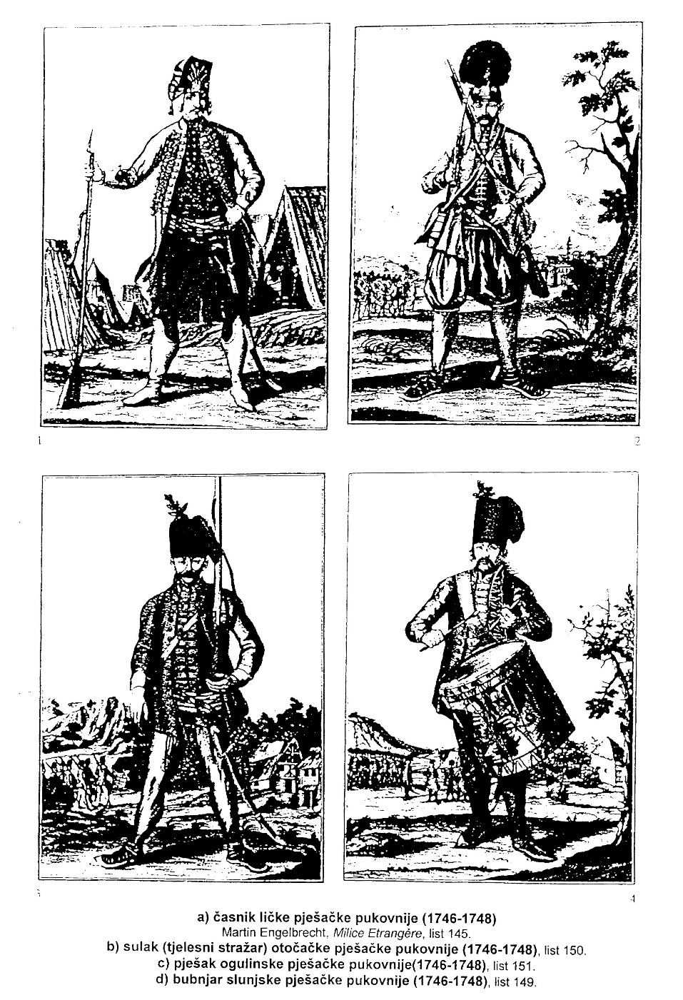 1
2
3
4
a) časnik ličke pješačke pukovnije (1746-1748)
Martin Engelbrecht, Milice Etrangère, list 145.
b) sulak (tjelesni stražar) otočačke pješačke pukovnije (1746-1748), list 150.
c) pješak ogulinske pješačke pukovnije(1746-1748), list 151.
d) bubnjar slunjske pješačke pukovnije (1746-1748), list 149.